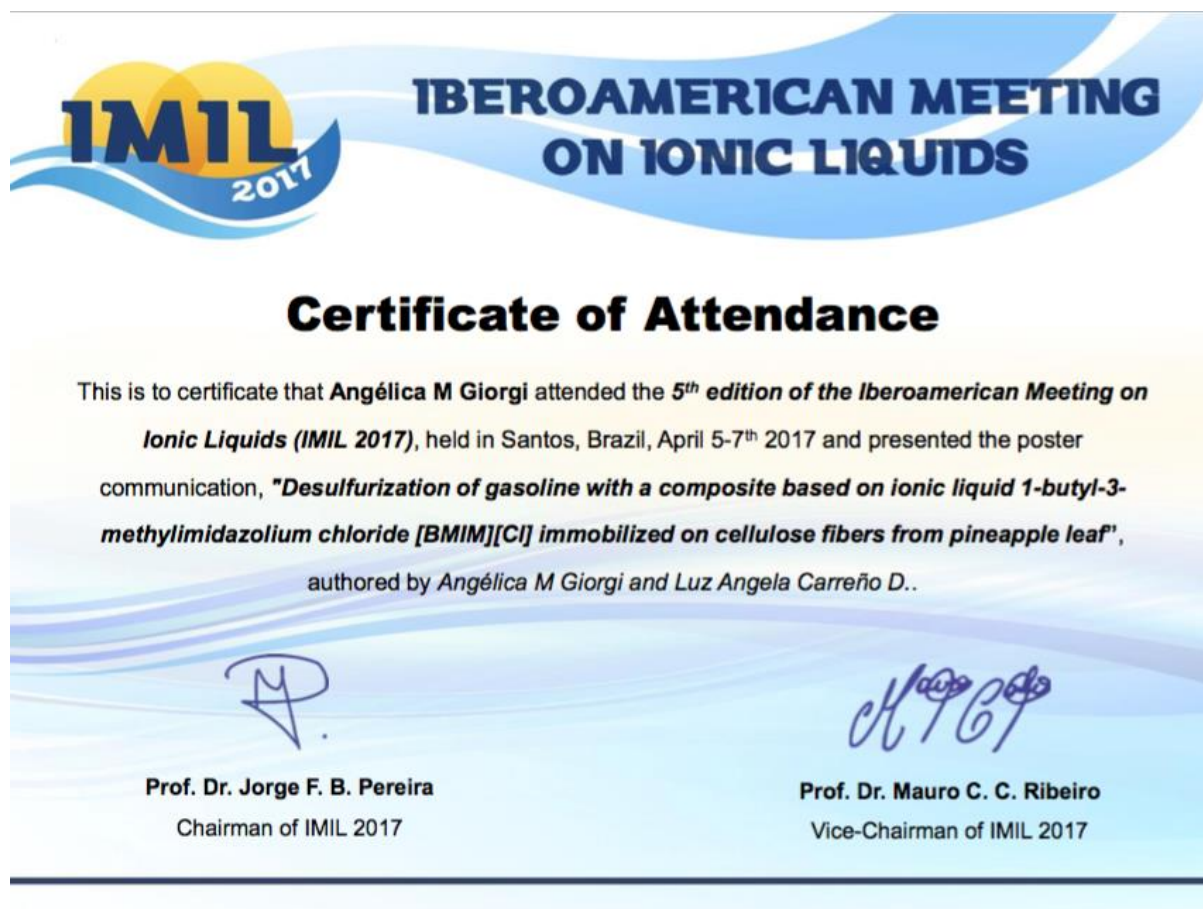 IMIL
2017
IBEROAMERICAN MEETING
ON IONIC LIQUIDS
Certificate of Attendance
This is to certificate that Angélica M Giorgi attended the 5th edition of the Iberoamerican Meeting on
Ionic Liquids (IMIL 2017), held in Santos, Brazil, April 5-7th 2017 and presented the poster
communication, "Desulfurization of gasoline with a composite based on ionic liquid 1-butyl-3-
methylimidazolium chloride [BMIM][Cl] immobilized on cellulose fibers from pineapple leaf",
authored by Angélica M Giorgi and Luz Angela Carreño D..
Prof. Dr. Jorge F. B. Pereira
Chairman of IMIL 2017
Prof. Dr. Mauro C. C. Ribeiro
Vice-Chairman of IMIL 2017